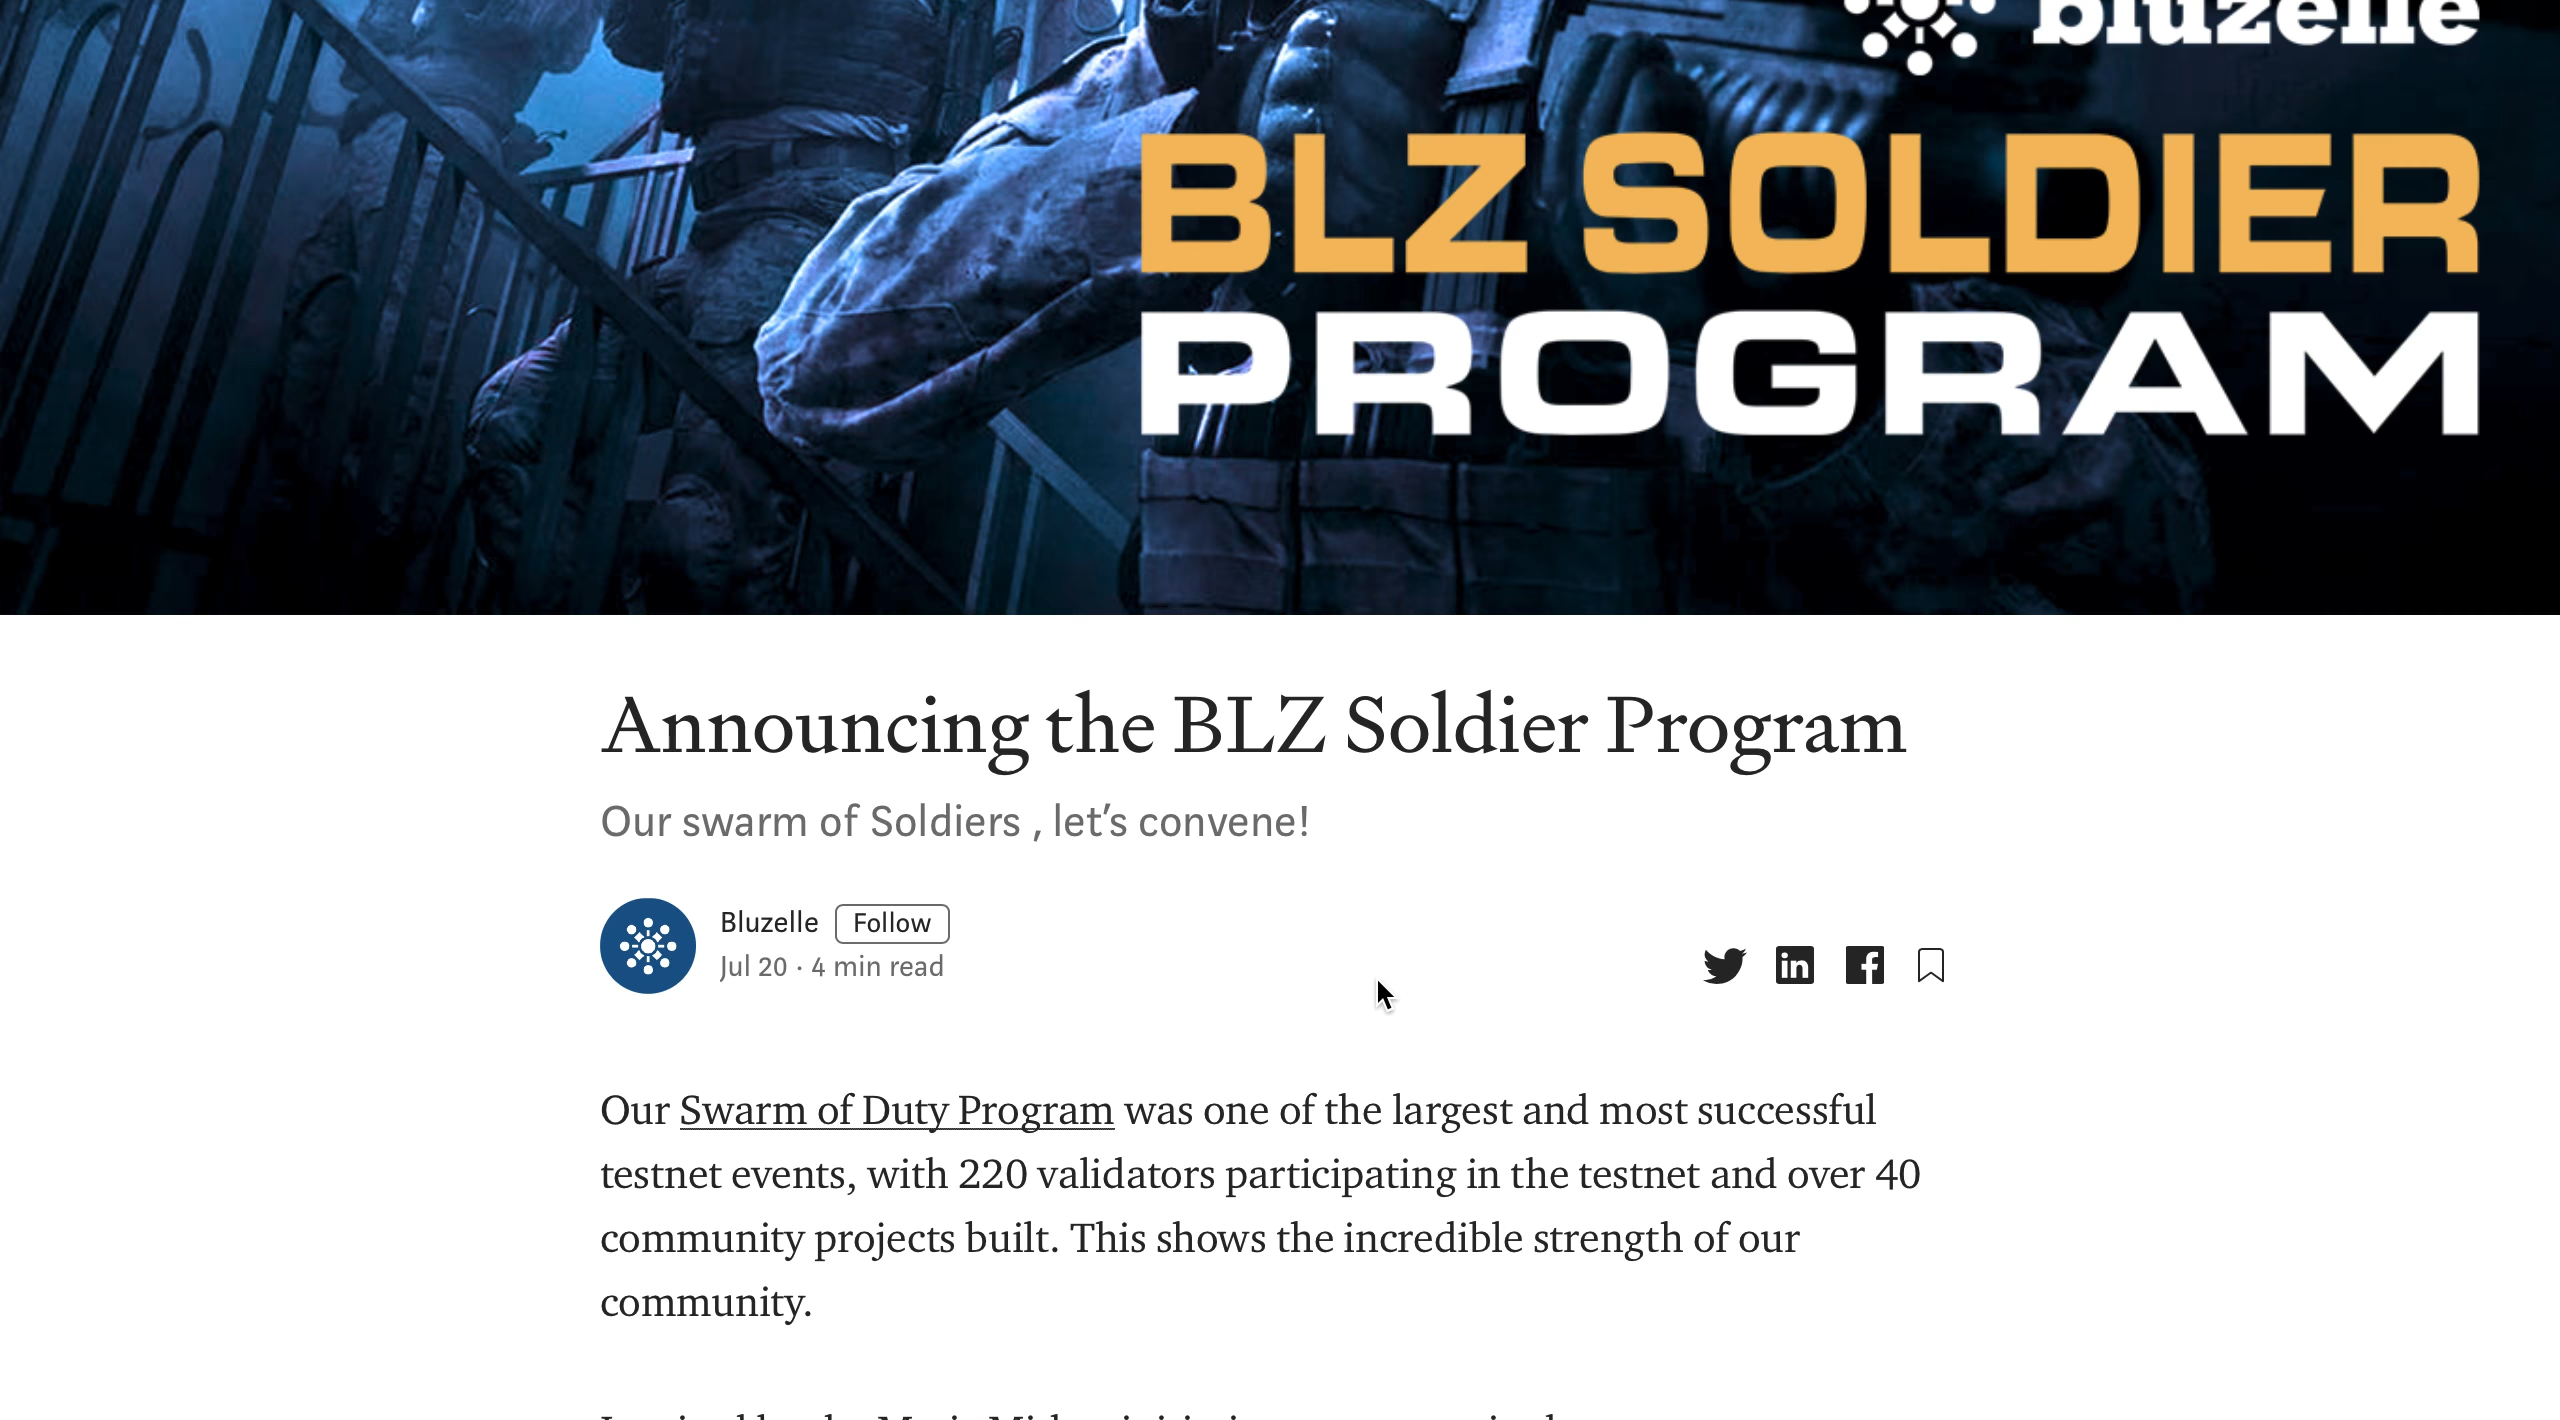 bluzelle
BLZ SOLDIER
PROGRAM
Announcing the BLZ Soldier Program
Our swarm of Soldiers , let’s convene!
Bluzelle Follow
Jul 20 · 4 min read
Our Swarm of Duty Program was one of the largest and most successful
testnet events, with 220 validators participating in the testnet and over 40
community projects built. This shows the incredible strength of our
community.